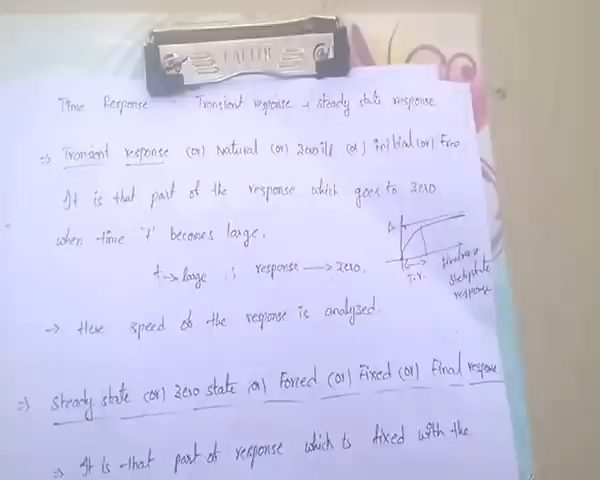 Time Response Transient response + steady state response
=> Transient response (or) Natural (or) Zero i/p (or) initial (or) Free
It is that part of the response which goes to zero
when time 't' becomes large.
t → large ; response → zero.
T.R.
steadystate
response
→ Here speed of the response is analyzed.
=> Steady state (or) Zero state (or) Forced (or) Fixed (or) Final response
=> It is that part of response which is fixed with the